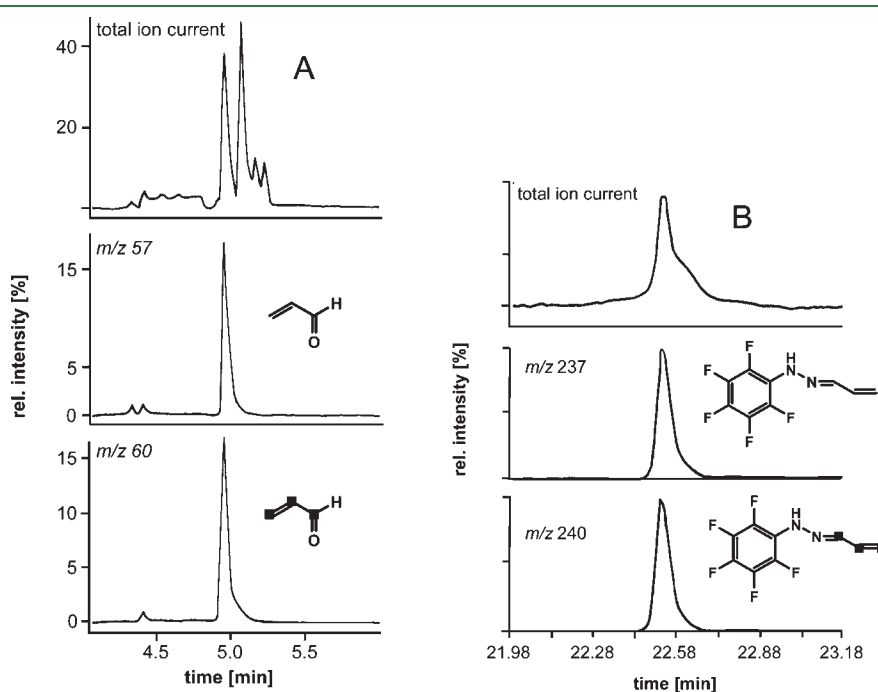 total ion current
A
40
20
m/z 57
15
5
0
H
O
m/z 60
15
10
5
0
H
O
4.5 5.0 5.5
time [min]
rel. intensity [%]
total ion current
B
m/z 237
F F F F F
H
N N
m/z 240
F F F F F
H
N N
21.98 22.28 22.58 22.88 23.18
time [min]
rel. intensity [%]